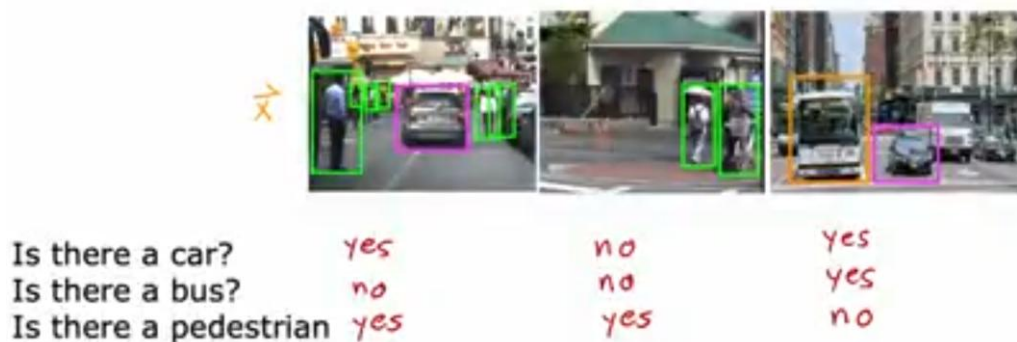 x
Is there a car? yes no yes
Is there a bus? no no yes
Is there a pedestrian yes yes no